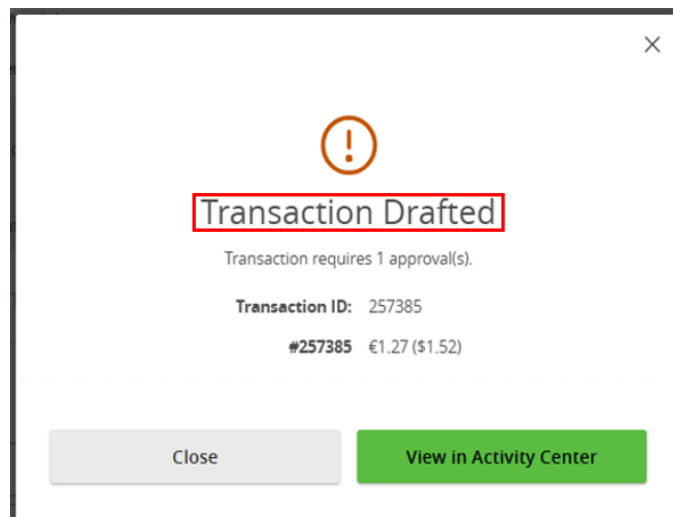 Transaction Drafted
Transaction requires 1 approval(s).
Transaction ID: 257385
#257385 €1.27 ($1.52)
Close View in Activity Center